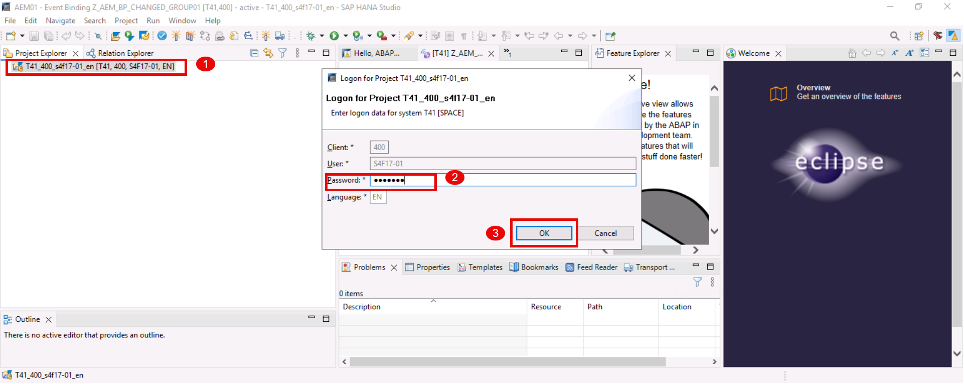 AEM01 - Event Binding Z_AEM_BP_CHANGED_GROUP01 [T41,400] - active - T41_400_s4f17-01_en - SAP HANA Studio
File Edit Navigate Search Project Run Window Help
Project Explorer Relation Explorer
T41_400_s4f17-01_en [T41, 400, S4F17-01, EN]
1
Hello, ABAP... [T41] Z_AEM_... »1
Feature Explorer
Welcome
Overview
Get an overview of the features
eclipse
Logon for Project T41_400_s4f17-01_en
Logon for Project T41_400_s4f17-01_en
Enter logon data for system T41 [SPACE]
Client: * 400
User: * S4F17-01
Password: * •••••••
2
Language: * EN
3
OK Cancel
e!
ve view allows
e the features
by the ABAP in
lopment team.
atures that will
stuff done faster!
Problems Properties Templates Bookmarks Feed Reader Transport ...
0 items
Description Resource Path Location
Outline
There is no active editor that provides an outline.
T41_400_s4f17-01_en